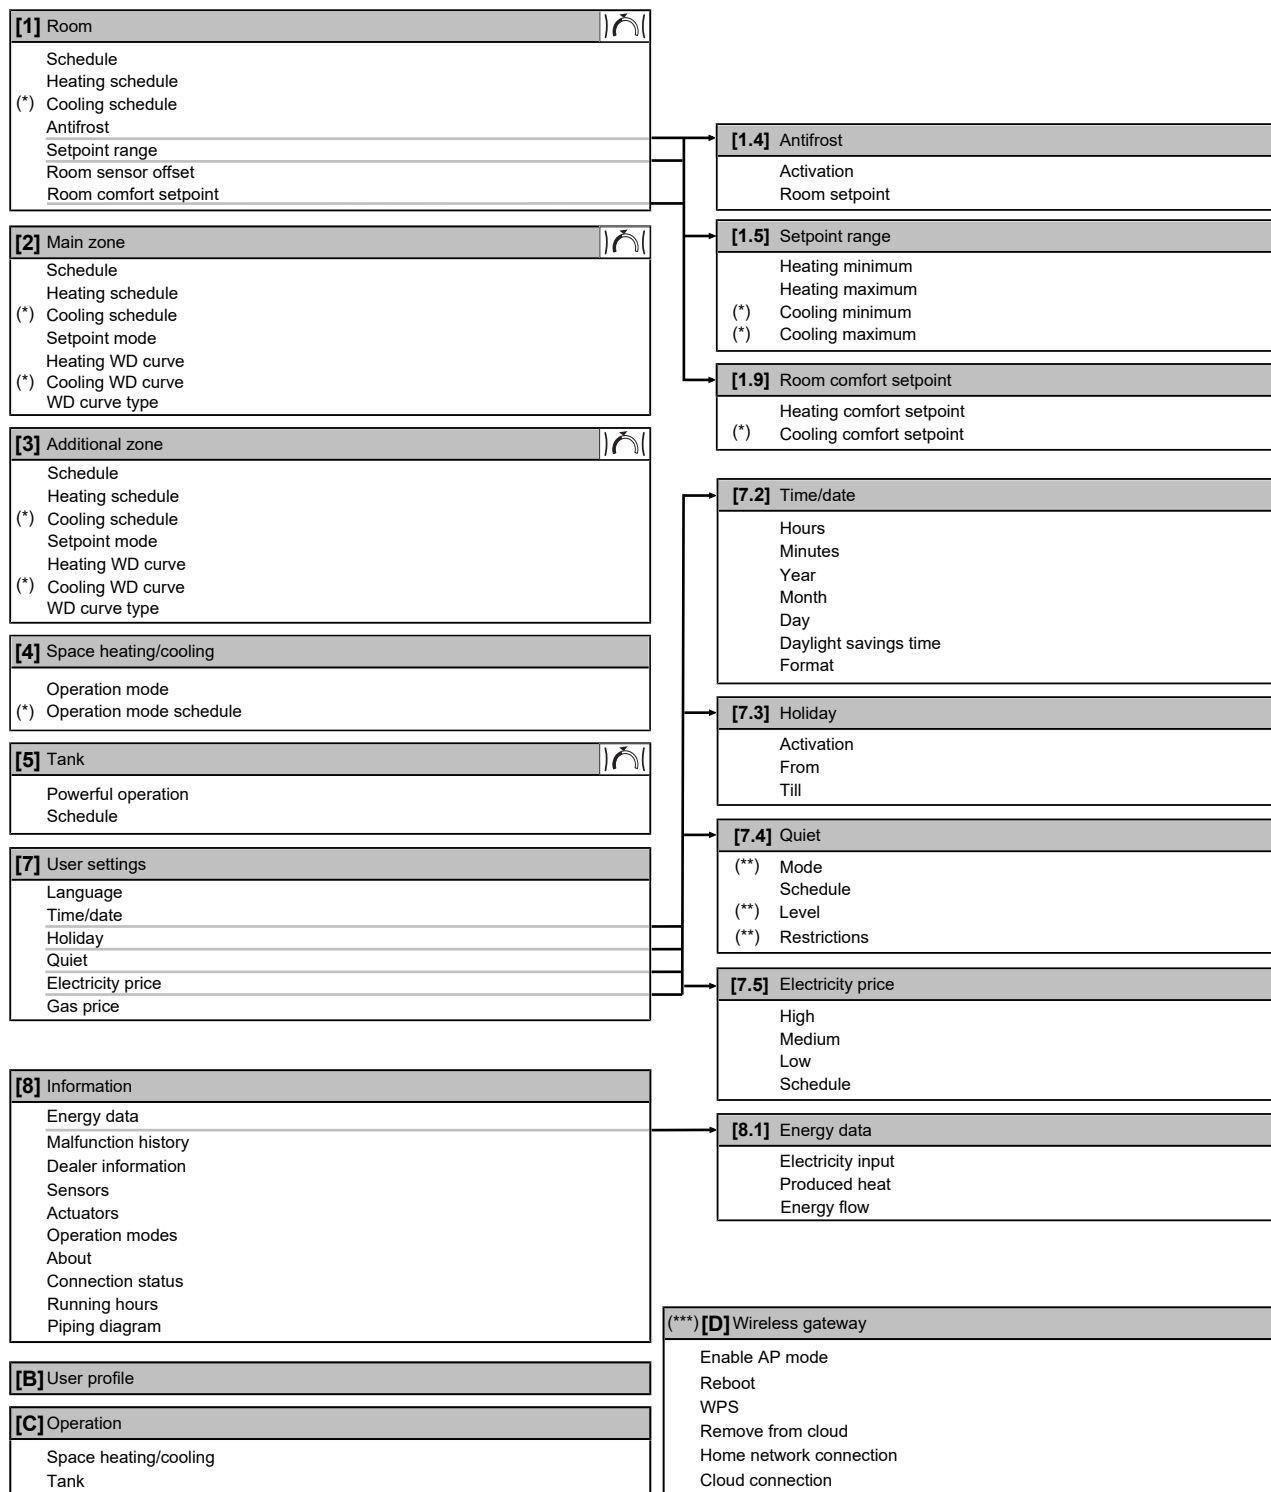 [1] Room
Schedule
Heating schedule
(*) Cooling schedule
Antifrost
Setpoint range
Room sensor offset
Room comfort setpoint
[2] Main zone
Schedule
Heating schedule
(*) Cooling schedule
Setpoint mode
Heating WD curve
(*) Cooling WD curve
WD curve type
[3] Additional zone
Schedule
Heating schedule
(*) Cooling schedule
Setpoint mode
Heating WD curve
(*) Cooling WD curve
WD curve type
[4] Space heating/cooling
Operation mode
(*) Operation mode schedule
[5] Tank
Powerful operation
Schedule
[7] User settings
Language
Time/date
Holiday
Quiet
Electricity price
Gas price
[8] Information
Energy data
Malfunction history
Dealer information
Sensors
Actuators
Operation modes
About
Connection status
Running hours
Piping diagram
[B] User profile
[C] Operation
Space heating/cooling
Tank
[1.4] Antifrost
Activation
Room setpoint
[1.5] Setpoint range
Heating minimum
Heating maximum
(*) Cooling minimum
(*) Cooling maximum
[1.9] Room comfort setpoint
Heating comfort setpoint
(*) Cooling comfort setpoint
[7.2] Time/date
Hours
Minutes
Year
Month
Day
Daylight savings time
Format
[7.3] Holiday
Activation
From
Till
[7.4] Quiet
(**) Mode
Schedule
(**) Level
(**) Restrictions
[7.5] Electricity price
High
Medium
Low
Schedule
[8.1] Energy data
Electricity input
Produced heat
Energy flow
(***) [D] Wireless gateway
Enable AP mode
Reboot
WPS
Remove from cloud
Home network connection
Cloud connection